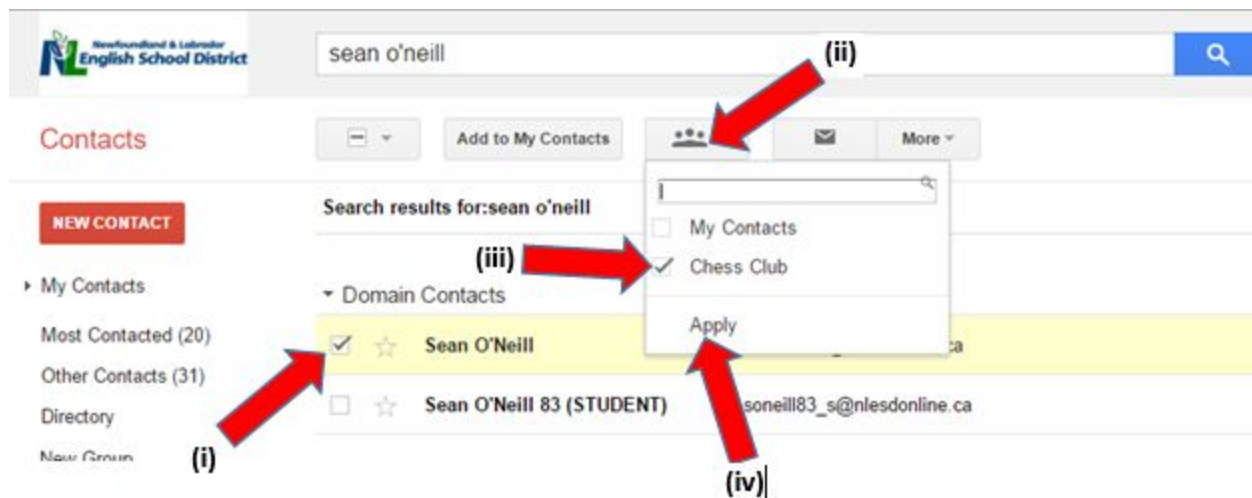 Newfoundland & Labrador
English School District
sean o'neill
(ii)
Contacts
Add to My Contacts
More
NEW CONTACT
Search results for:sean o'neill
My Contacts
(iii)
Chess Club
My Contacts
Domain Contacts
Apply
Most Contacted (20)
Sean O'Neill
ca
Other Contacts (31)
Directory
Sean O'Neill 83 (STUDENT)
soneill83_s@nlesdonline.ca
New Group
(i)
(iv)